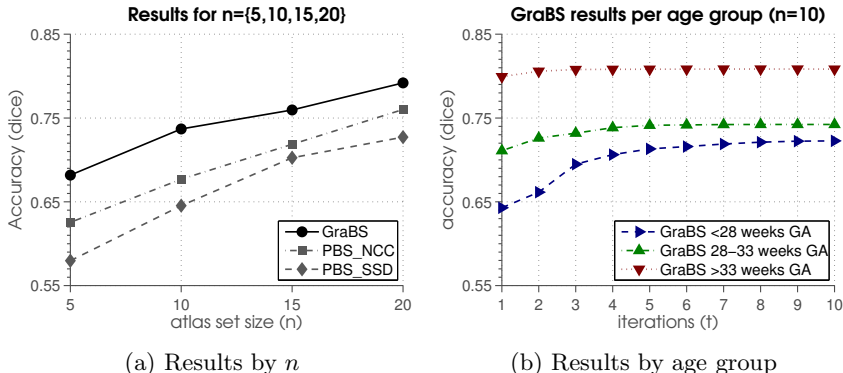 Results for n={5,10,15,20}
0.85
0.75
0.65
0.55
Accuracy (dice)
5 10 15 20
atlas set size (n)
GraBS
PBS_NCC
PBS_SSD
(a) Results by n
GraBS results per age group (n=10)
0.85
0.75
0.65
0.55
accuracy (dice)
1 2 3 4 5 6 7 8 9 10
iterations (t)
GraBS <28 weeks GA
GraBS 28–33 weeks GA
GraBS >33 weeks GA
(b) Results by age group